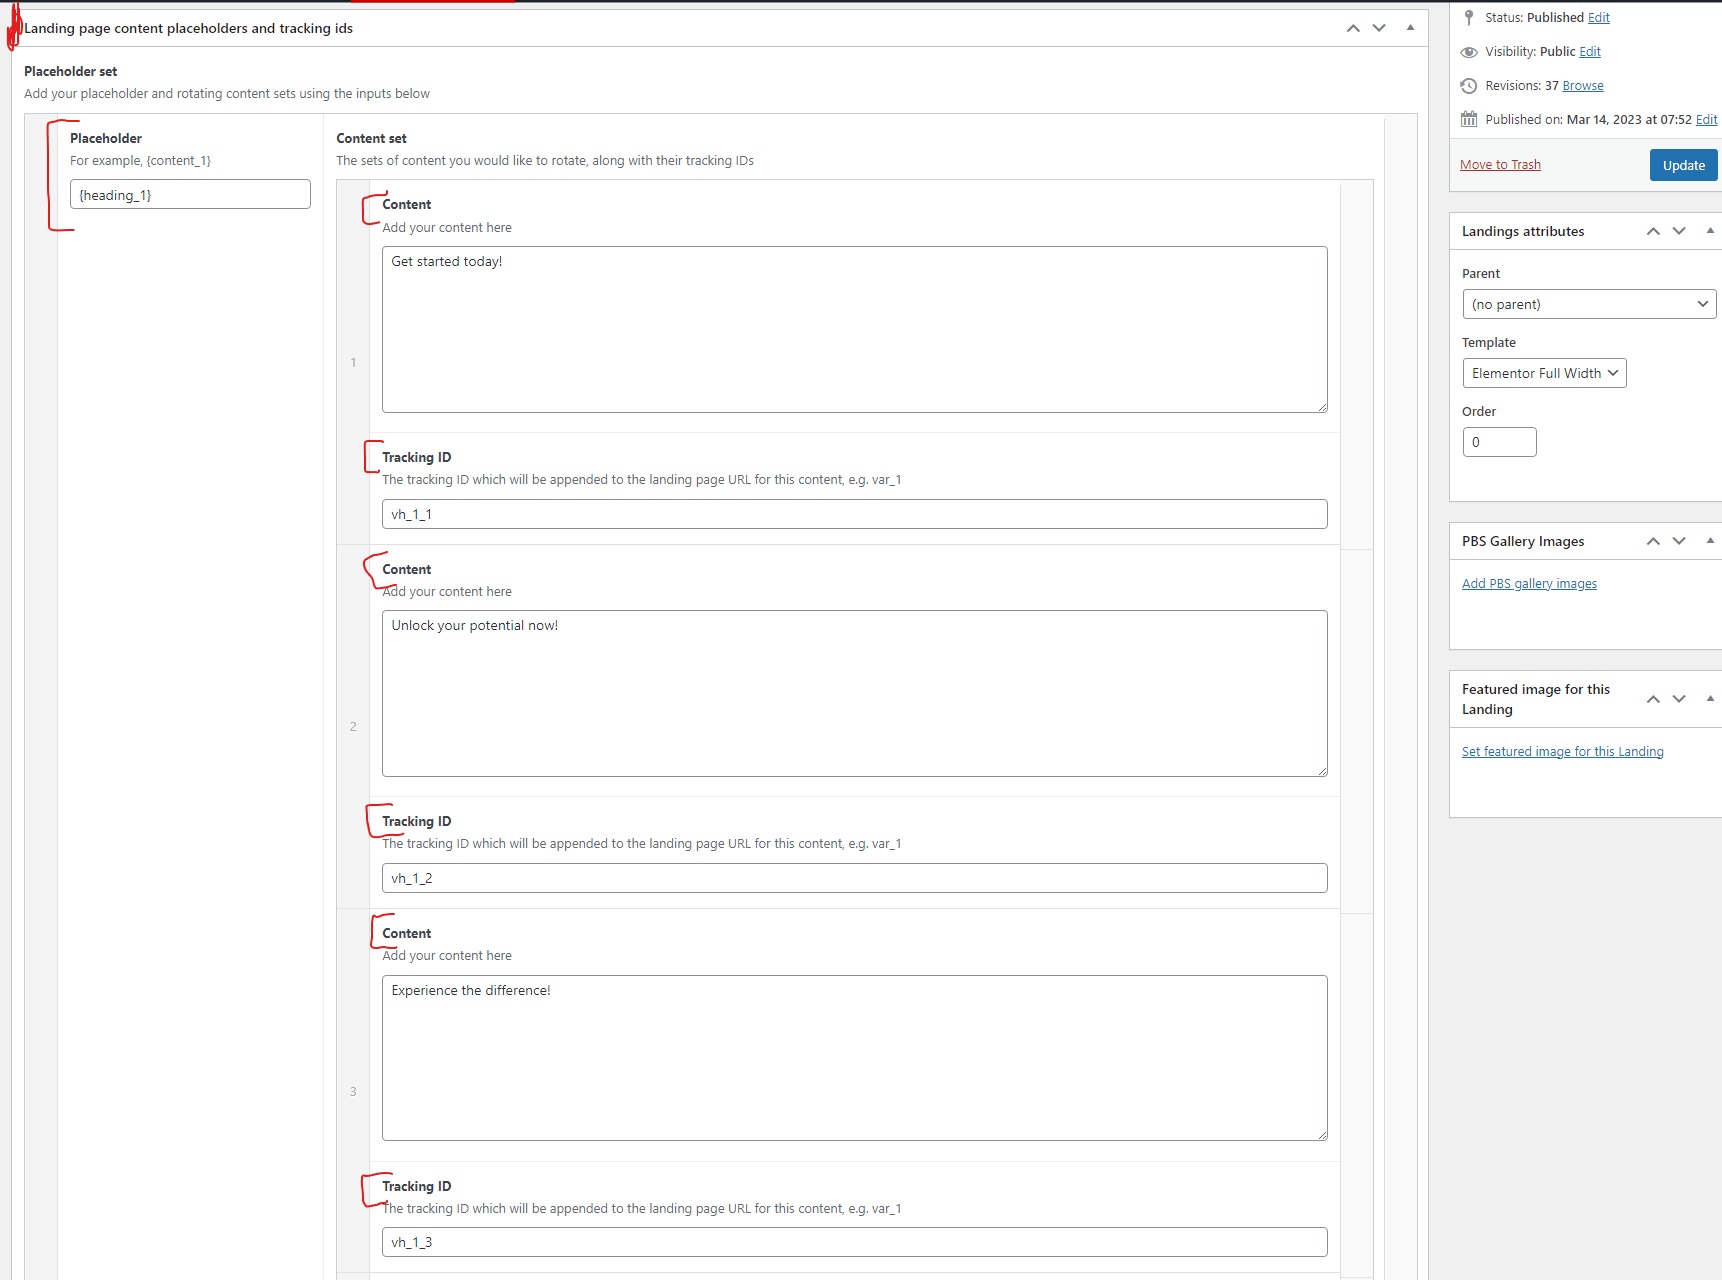 Landing page content placeholders and tracking ids
Placeholder set
Add your placeholder and rotating content sets using the inputs below
Placeholder
For example, {content_1}
{heading_1}
Content set
The sets of content you would like to rotate, along with their tracking IDs
1
Content
Add your content here
Get started today!
Tracking ID
The tracking ID which will be appended to the landing page URL for this content, e.g. var_1
vh_1_1
2
Content
Add your content here
Unlock your potential now!
Tracking ID
The tracking ID which will be appended to the landing page URL for this content, e.g. var_1
vh_1_2
3
Content
Add your content here
Experience the difference!
Tracking ID
The tracking ID which will be appended to the landing page URL for this content, e.g. var_1
vh_1_3
Status: Published Edit
Visibility: Public Edit
Revisions: 37 Browse
Published on: Mar 14, 2023 at 07:52 Edit
Move to Trash
Update
Landings attributes
Parent
(no parent)
Template
Elementor Full Width
Order
0
PBS Gallery Images
Add PBS gallery images
Featured image for this
Landing
Set featured image for this Landing